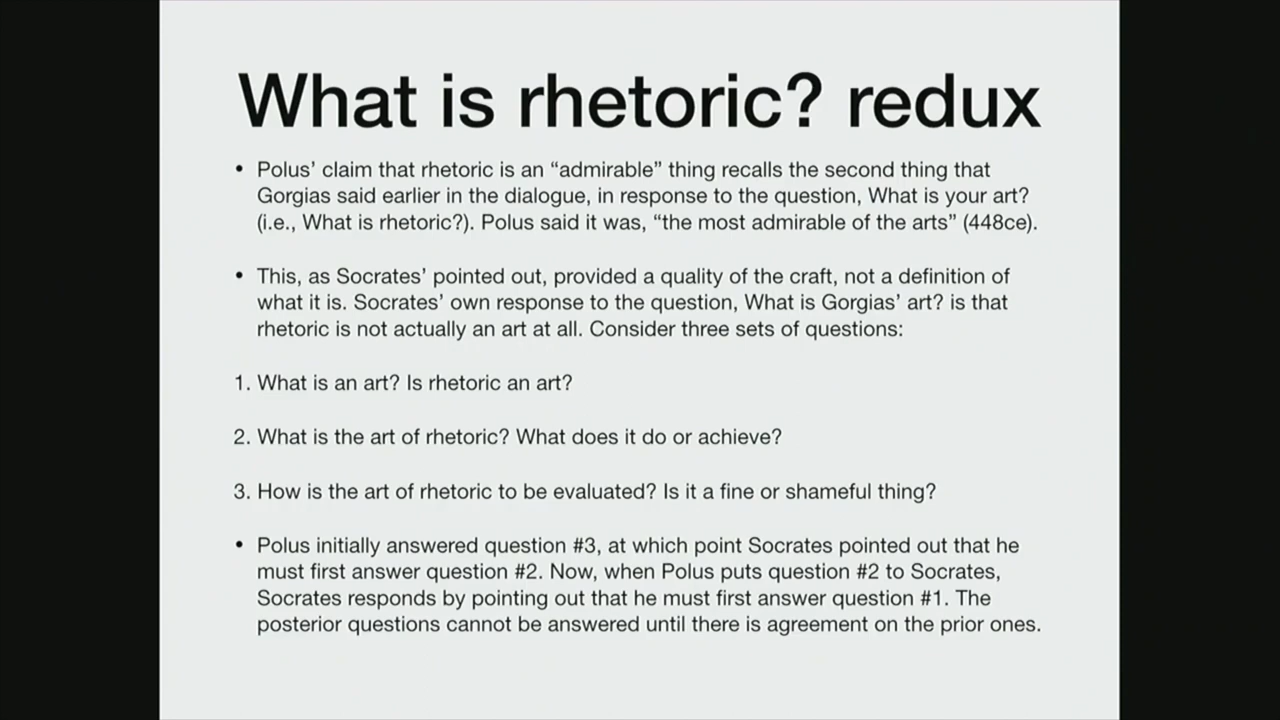 What is rhetoric? redux
• Polus’ claim that rhetoric is an “admirable” thing recalls the second thing that
Gorgias said earlier in the dialogue, in response to the question, What is your art?
(i.e., What is rhetoric?). Polus said it was, “the most admirable of the arts” (448ce).
• This, as Socrates’ pointed out, provided a quality of the craft, not a definition of
what it is. Socrates’ own response to the question, What is Gorgias’ art? is that
rhetoric is not actually an art at all. Consider three sets of questions:
1. What is an art? Is rhetoric an art?
2. What is the art of rhetoric? What does it do or achieve?
3. How is the art of rhetoric to be evaluated? Is it a fine or shameful thing?
• Polus initially answered question #3, at which point Socrates pointed out that he
must first answer question #2. Now, when Polus puts question #2 to Socrates,
Socrates responds by pointing out that he must first answer question #1. The
posterior questions cannot be answered until there is agreement on the prior ones.